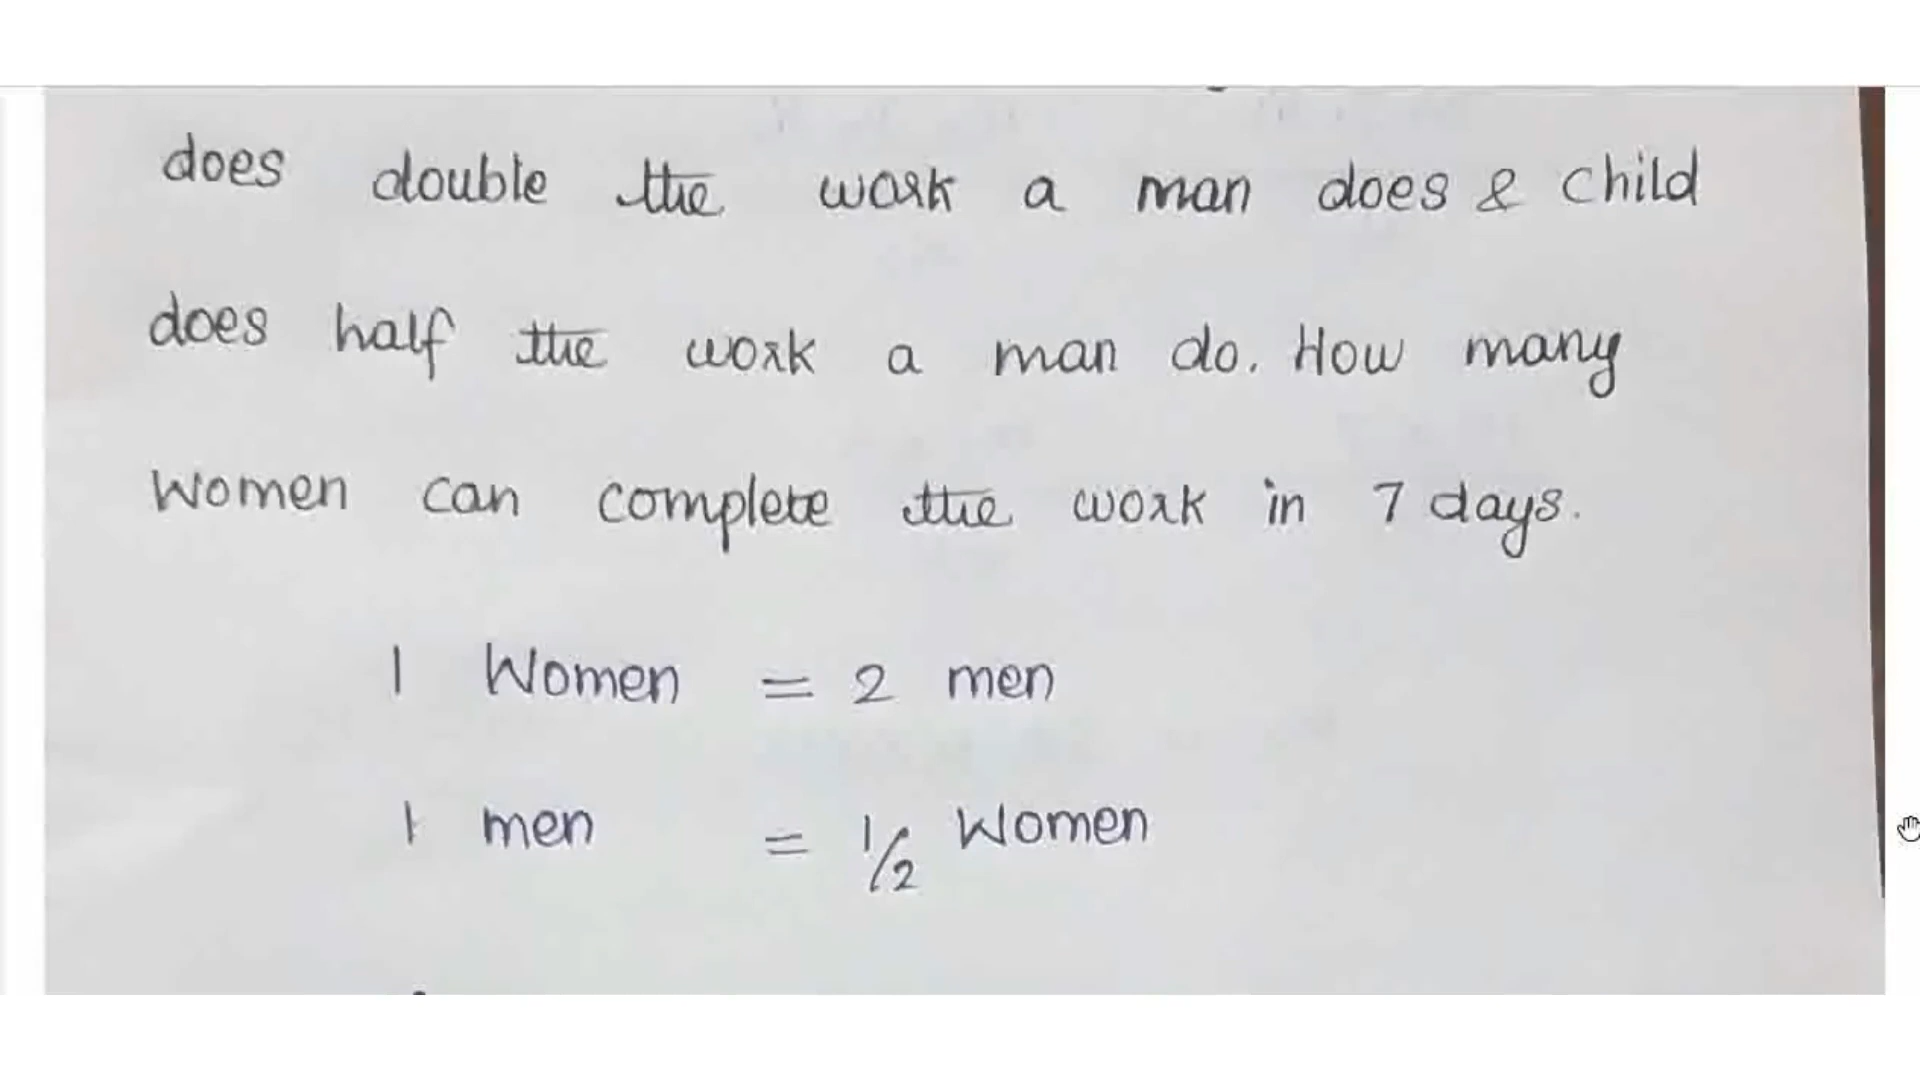 does double the work a man does & child
does half the work a man do. How many
Women can complete the work in 7 days.
1 Women = 2 men
1 men = 1/2 Women